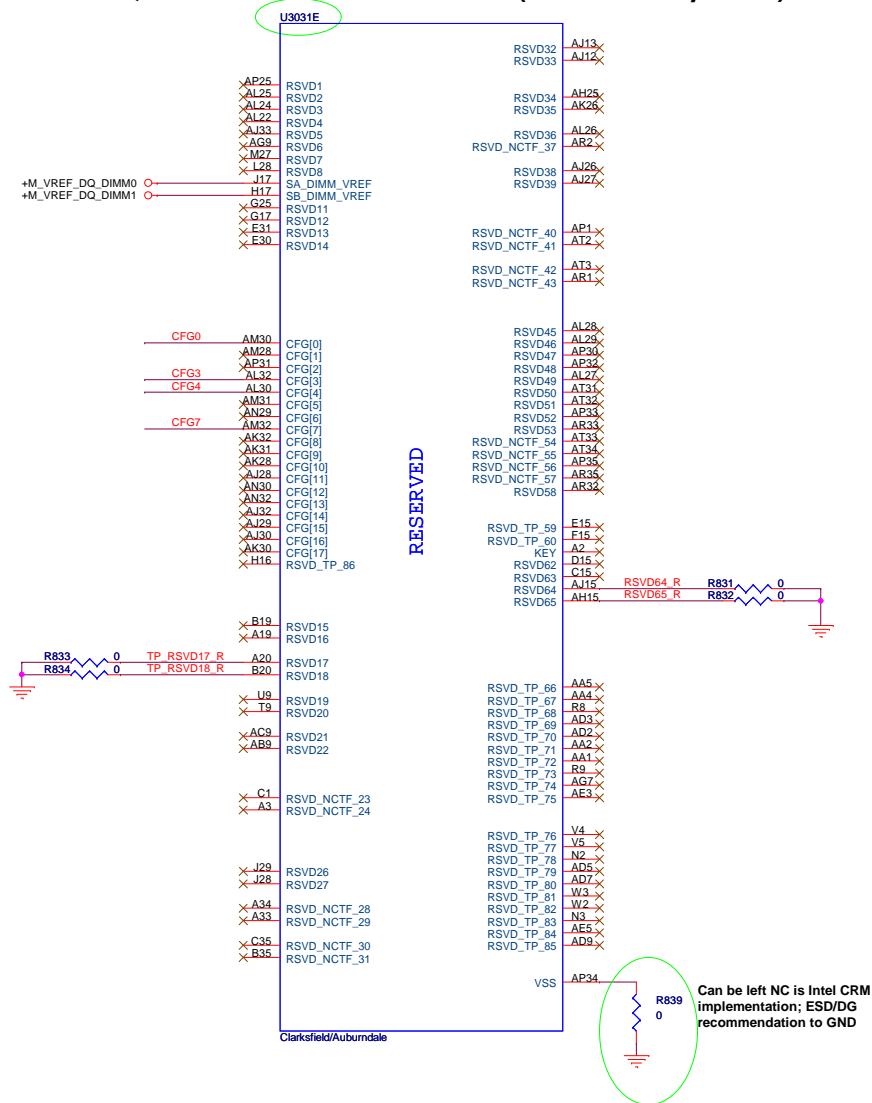 U3031E
AP25 RSVD1
AL25 RSVD2
AL24 RSVD3
AL22 RSVD4
AJ33 RSVD5
AG9 RSVD6
M27 RSVD7
L28 RSVD8
+M_VREF_DQ_DIMM0 J17 SA_DIMM_VREF
+M_VREF_DQ_DIMM1 H17 SB_DIMM_VREF
G25 RSVD11
G17 RSVD12
E31 RSVD13
E30 RSVD14
CFG0 AM30 CFG[0]
AM28 CFG[1]
AP31 CFG[2]
CFG3 AL32 CFG[3]
CFG4 AL30 CFG[4]
AM31 CFG[5]
AN29 CFG[6]
CFG7 AM32 CFG[7]
AK32 CFG[8]
AK31 CFG[9]
AK28 CFG[10]
AJ28 CFG[11]
AN30 CFG[12]
AN32 CFG[13]
AJ32 CFG[14]
AJ29 CFG[15]
AJ30 CFG[16]
AK30 CFG[17]
H16 RSVD_TP_86
B19 RSVD15
A19 RSVD16
R833 0 TP_RSVD17_R A20 RSVD17
R834 0 TP_RSVD18_R B20 RSVD18
U9 RSVD19
T9 RSVD20
AC9 RSVD21
AB9 RSVD22
C1 RSVD_NCTF_23
A3 RSVD_NCTF_24
J29 RSVD26
J28 RSVD27
A34 RSVD_NCTF_28
A33 RSVD_NCTF_29
C35 RSVD_NCTF_30
B35 RSVD_NCTF_31
RESERVED
RSVD32 AJ13
RSVD33 AJ12
RSVD34 AH25
RSVD35 AK26
RSVD36 AL26
RSVD_NCTF_37 AR2
RSVD38 AJ26
RSVD39 AJ27
RSVD_NCTF_40 AP1
RSVD_NCTF_41 AT2
RSVD_NCTF_42 AT3
RSVD_NCTF_43 AR1
RSVD45 AL28
RSVD46 AL29
RSVD47 AP30
RSVD48 AP32
RSVD49 AL27
RSVD50 AT31
RSVD51 AT32
RSVD52 AP33
RSVD53 AR33
RSVD_NCTF_54 AT33
RSVD_NCTF_55 AT34
RSVD_NCTF_56 AP35
RSVD_NCTF_57 AR35
RSVD58 AR32
RSVD_TP_59 E15
RSVD_TP_60 F15
KEY A2
RSVD62 D15
RSVD63 C15
RSVD64 AJ15 RSVD64_R R831 0
RSVD65 AH15 RSVD65_R R832 0
RSVD_TP_66 AA5
RSVD_TP_67 AA4
RSVD_TP_68 R8
RSVD_TP_69 AD3
RSVD_TP_70 AD2
RSVD_TP_71 AA2
RSVD_TP_72 AA1
RSVD_TP_73 R9
RSVD_TP_74 AG7
RSVD_TP_75 AE3
RSVD_TP_76 V4
RSVD_TP_77 V5
RSVD_TP_78 N2
RSVD_TP_79 AD5
RSVD_TP_80 AD7
RSVD_TP_81 W3
RSVD_TP_82 W2
RSVD_TP_83 N3
RSVD_TP_84 AE5
RSVD_TP_85 AD9
VSS AP34
R839
0
Can be left NC is Intel CRM
implementation; ESD/DG
recommendation to GND
Clarksfield/Auburndale